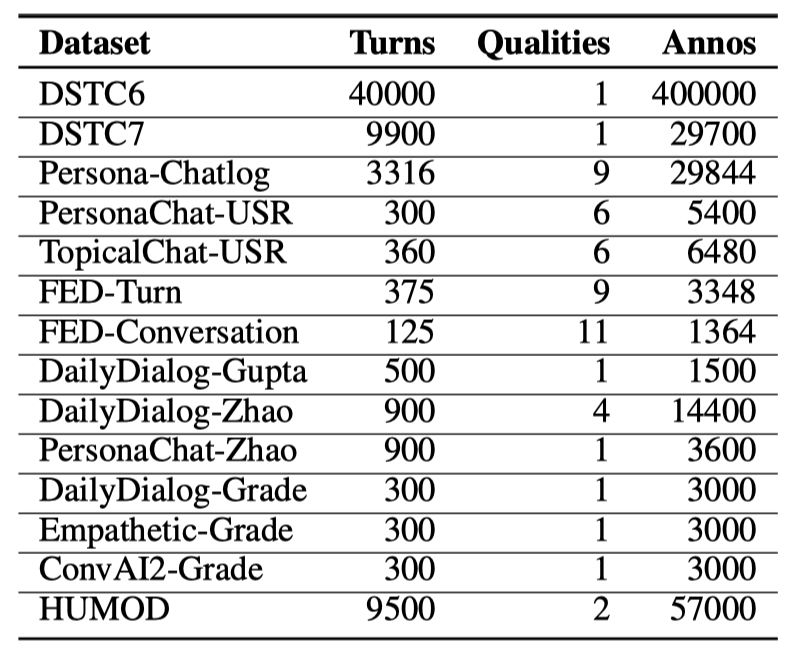 Dataset Turns Qualities Annos
DSTC6 40000 1 400000
DSTC7 9900 1 29700
Persona-Chatlog 3316 9 29844
PersonaChat-USR 300 6 5400
TopicalChat-USR 360 6 6480
FED-Turn 375 9 3348
FED-Conversation 125 11 1364
DailyDialog-Gupta 500 1 1500
DailyDialog-Zhao 900 4 14400
PersonaChat-Zhao 900 1 3600
DailyDialog-Grade 300 1 3000
Empathetic-Grade 300 1 3000
ConvAI2-Grade 300 1 3000
HUMOD 9500 2 57000